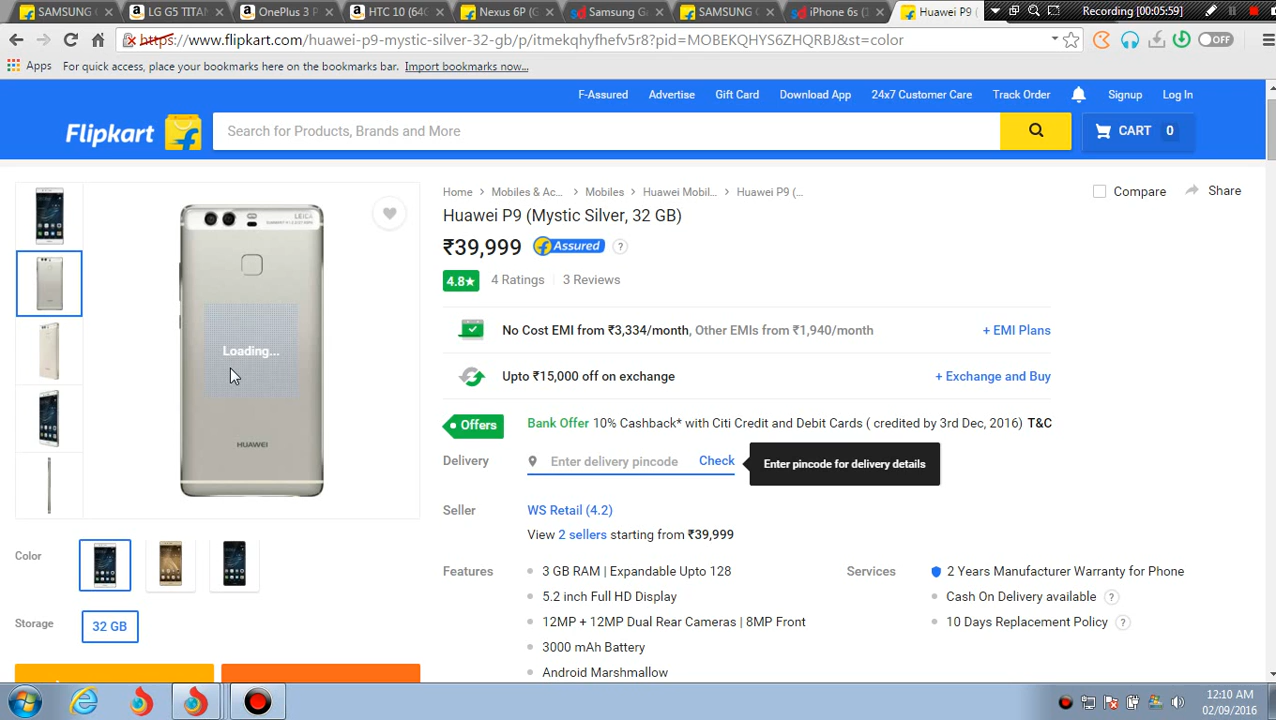 SAMSUNG
LG G5 TITAN
OnePlus 3 P
HTC 10 (64G
Nexus 6P (G
Samsung Ga
SAMSUNG G
iPhone 6s (1
Huawei P9 (
Recording (00:05:59)
https://www.flipkart.com/huawei-p9-mystic-silver-32-gb/p/itmekqhyfhefv5r8?pid=MOBEKQHYS6ZHQRBJ&st=color
OFF
Apps For quick access, place your bookmarks here on the bookmarks bar. Import bookmarks now...
F-Assured Advertise Gift Card Download App 24x7 Customer Care Track Order Signup Log In
Flipkart
Search for Products, Brands and More
CART 0
Home > Mobiles & Ac... > Mobiles > Huawei Mobil... > Huawei P9 (...
Compare
Share
Huawei P9 (Mystic Silver, 32 GB)
₹39,999
Assured ?
4.8★ 4 Ratings 3 Reviews
LEICA
Loading...
HUAWEI
No Cost EMI from ₹3,334/month, Other EMIs from ₹1,940/month + EMI Plans
Upto ₹15,000 off on exchange + Exchange and Buy
Offers Bank Offer 10% Cashback* with Citi Credit and Debit Cards ( credited by 3rd Dec, 2016) T&C
Delivery Enter delivery pincode Check Enter pincode for delivery details
Seller WS Retail (4.2)
View 2 sellers starting from ₹39,999
Color
Storage 32 GB
Features
3 GB RAM | Expandable Upto 128
5.2 inch Full HD Display
12MP + 12MP Dual Rear Cameras | 8MP Front
3000 mAh Battery
Android Marshmallow
Services
2 Years Manufacturer Warranty for Phone
Cash On Delivery available ?
10 Days Replacement Policy ?
12:10 AM
02/09/2016